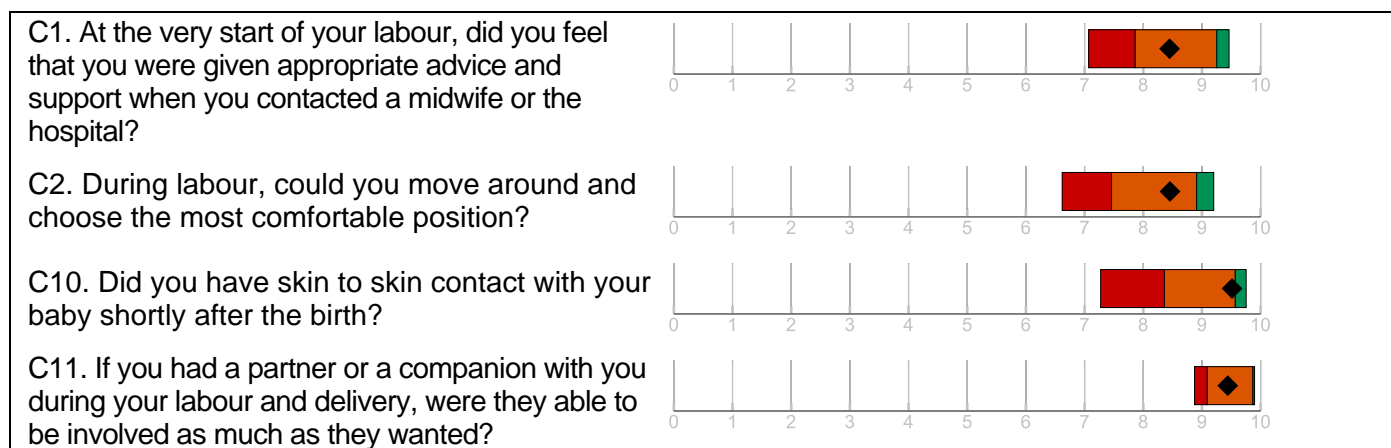 C1. At the very start of your labour, did you feel
that you were given appropriate advice and
support when you contacted a midwife or the
hospital?
0 1 2 3 4 5 6 7 8 9 10
C2. During labour, could you move around and
choose the most comfortable position?
0 1 2 3 4 5 6 7 8 9 10
C10. Did you have skin to skin contact with your
baby shortly after the birth?
0 1 2 3 4 5 6 7 8 9 10
C11. If you had a partner or a companion with you
during your labour and delivery, were they able to
be involved as much as they wanted?
0 1 2 3 4 5 6 7 8 9 10